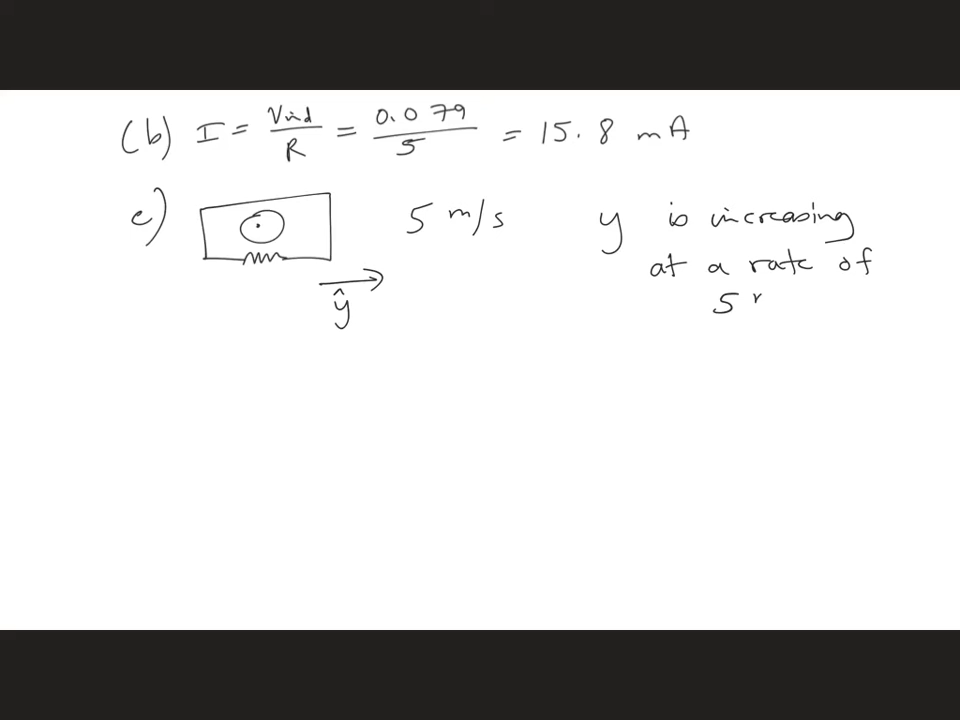 (b) I = Vind/R = 0.079/5 = 15.8 mA
c) 5 m/s y is increasing
at a rate of
5
ŷ